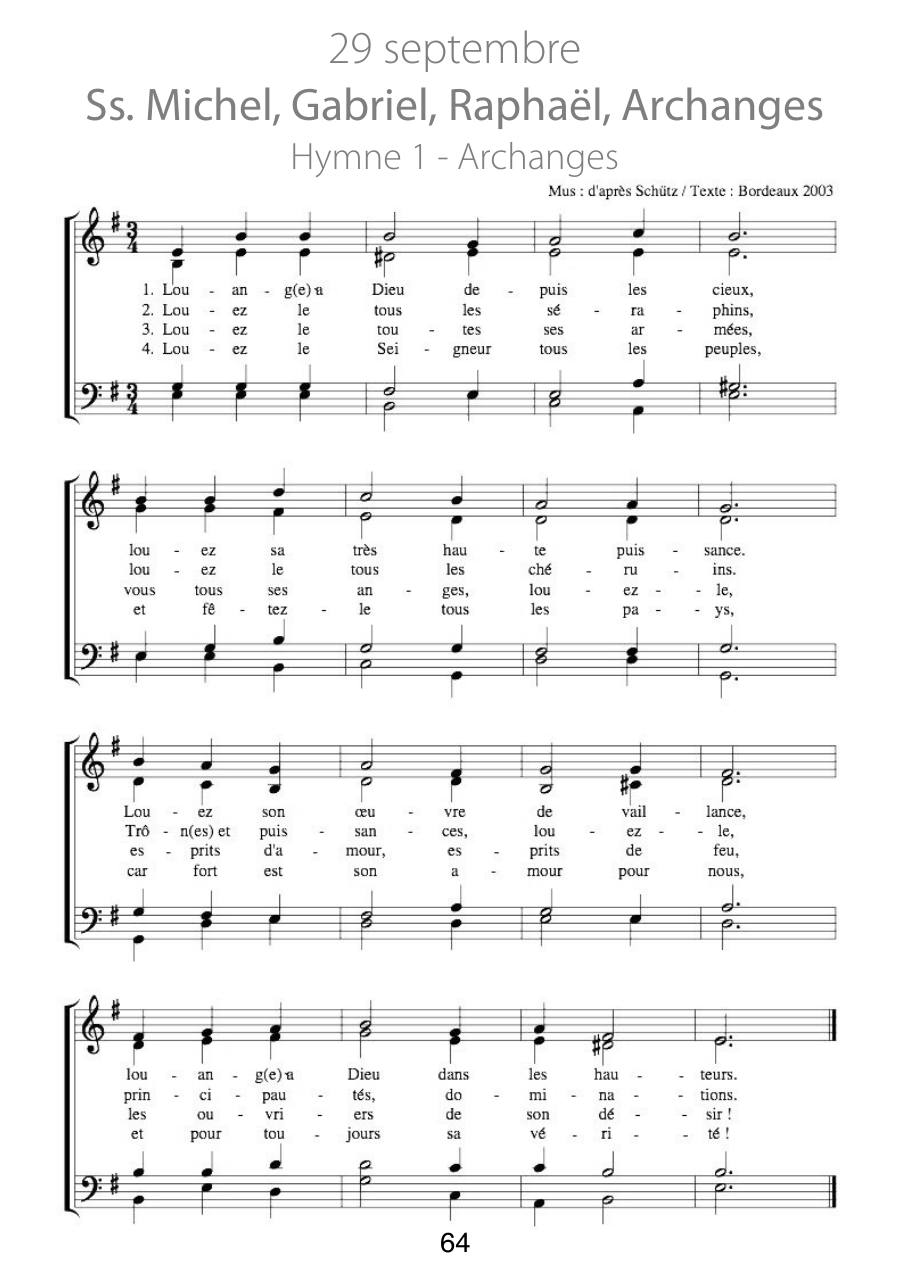 29 septembre
Ss. Michel, Gabriel, Raphaël, Archanges
Hymne 1 - Archanges
Mus : d'après Schütz / Texte : Bordeaux 2003
3 4
1. Lou - an - g(e) a Dieu de - puis les cieux,
2. Lou - ez le tous les sé - ra - phins,
3. Lou - ez le tou - tes ses ar - mées,
4. Lou - ez le Sei - gneur tous les peuples,
3 4
lou - ez sa très hau - te puis - sance.
lou - ez le tous les ché - ru - ins.
vous tous ses an - ges, lou - ez - - le,
et fê - tez - le tous les pa - - ys,
Lou - ez son œu - vre de vail - lance,
Trô - n(es) et puis - san - ces, lou - ez - - le,
es - prits d'a - mour, es - prits de feu,
car fort est son a - mour pour nous,
lou - an - g(e) a Dieu dans les hau - - teurs.
prin - ci - pau - tés, do - mi - na - - tions.
les ou - vri - ers de son dé - - sir !
et pour tou - jours sa vé - ri - - té !
64